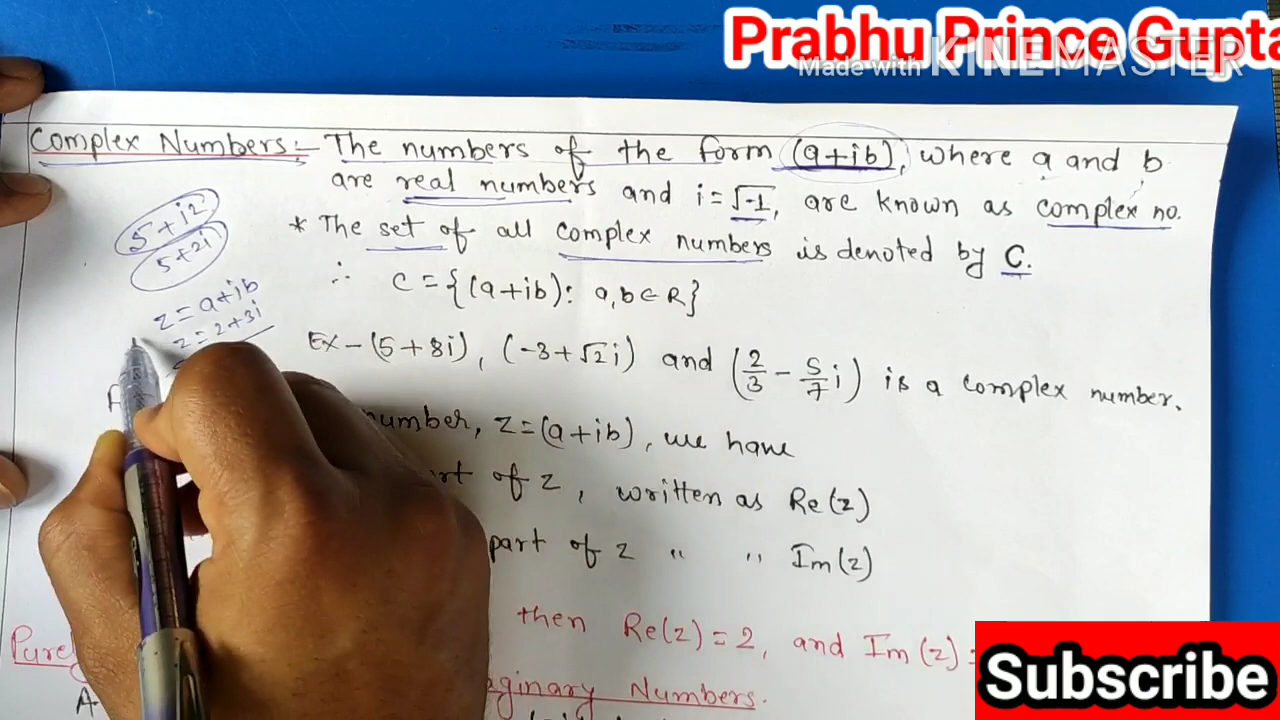 Prabhu Prince Gupta
Made with KINEMASTER
Complex Numbers:- The numbers of the form (a+ib), where a and b
are real numbers and i=√-1, are known as complex no.
5+i2
5+2i
* The set of all complex numbers is denoted by C.
∴ C={(a+ib): a,b∈R}
z=a+ib
z=2+3i
Ex-(5+8i), (-3+√2i) and (2/3 - 5/7 i) is a complex number.
number, z=(a+ib), we have
of z, written as Re(z)
part of z " " Im(z)
then Re(z)=2, and Im(z)=
Numbers.
Subscribe